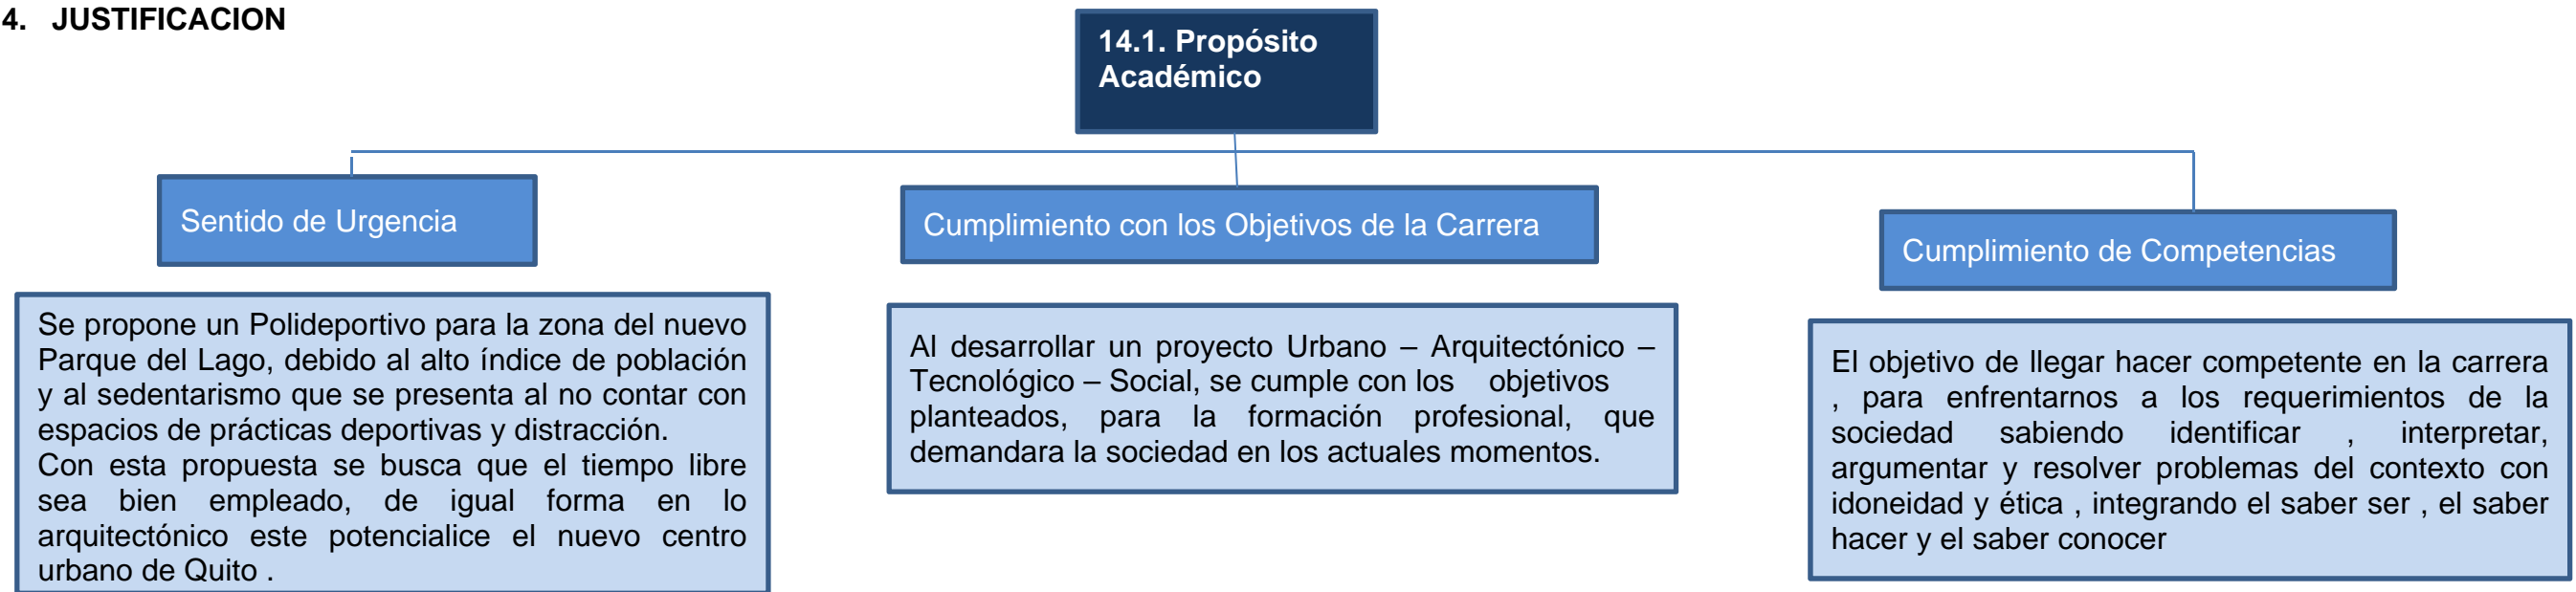 4. JUSTIFICACION
14.1. Propósito
Académico
Sentido de Urgencia
Se propone un Polideportivo para la zona del nuevo
Parque del Lago, debido al alto índice de población
y al sedentarismo que se presenta al no contar con
espacios de prácticas deportivas y distracción.
Con esta propuesta se busca que el tiempo libre
sea bien empleado, de igual forma en lo
arquitectónico este potencialice el nuevo centro
urbano de Quito .
Cumplimiento con los Objetivos de la Carrera
Al desarrollar un proyecto Urbano – Arquitectónico –
Tecnológico – Social, se cumple con los objetivos
planteados, para la formación profesional, que
demandara la sociedad en los actuales momentos.
Cumplimiento de Competencias
El objetivo de llegar hacer competente en la carrera
, para enfrentarnos a los requerimientos de la
sociedad sabiendo identificar , interpretar,
argumentar y resolver problemas del contexto con
idoneidad y ética , integrando el saber ser , el saber
hacer y el saber conocer